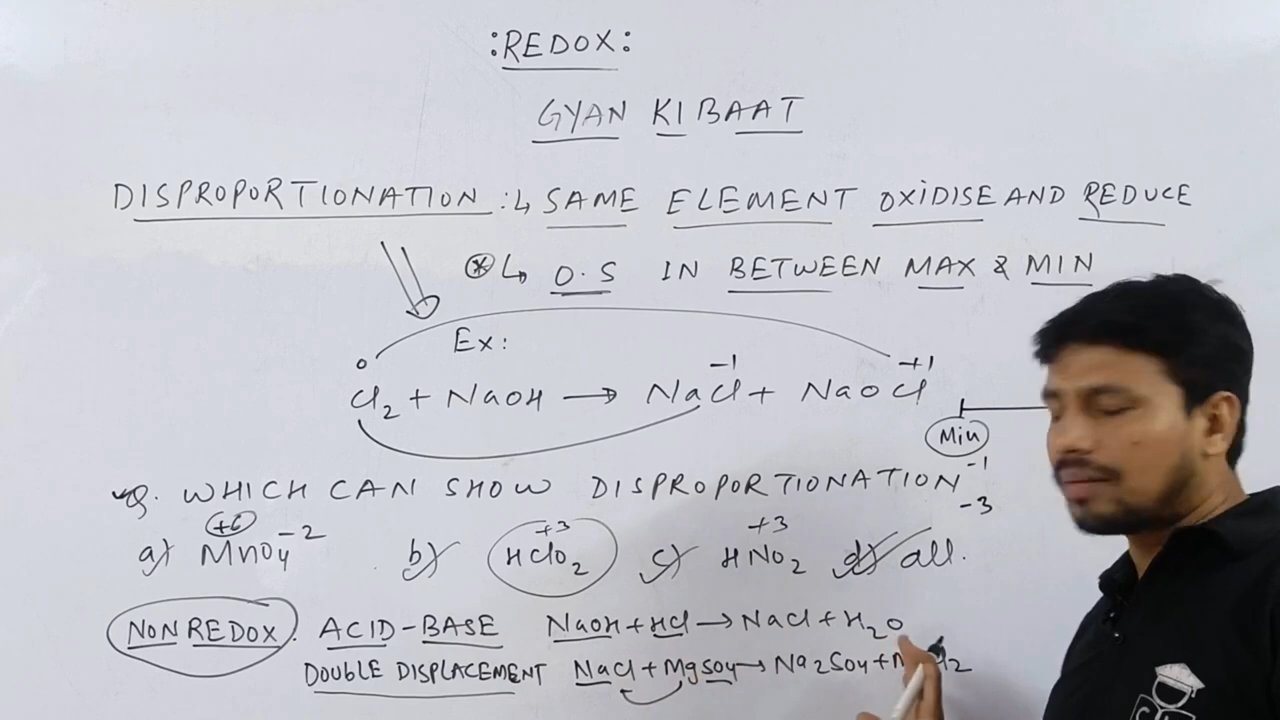 :REDOX:
GYAN KI BAAT
DISPROPORTIONATION :↳ SAME ELEMENT OXIDISE AND REDUCE
* ↳ O.S IN BETWEEN MAX & MIN
Ex:
0 -1 +1
Cl2 + NaOH → NaCl + NaOCl
Min
Q. WHICH CAN SHOW DISPROPORTIONATION -1
+6 +3 +3 -3
a) MnO4 -2 b) HClO2 c) HNO2 d) all.
NON REDOX. ACID-BASE NaOH + HCl → NaCl + H2O
DOUBLE DISPLACEMENT NaCl + MgSO4 → Na2SO4 +